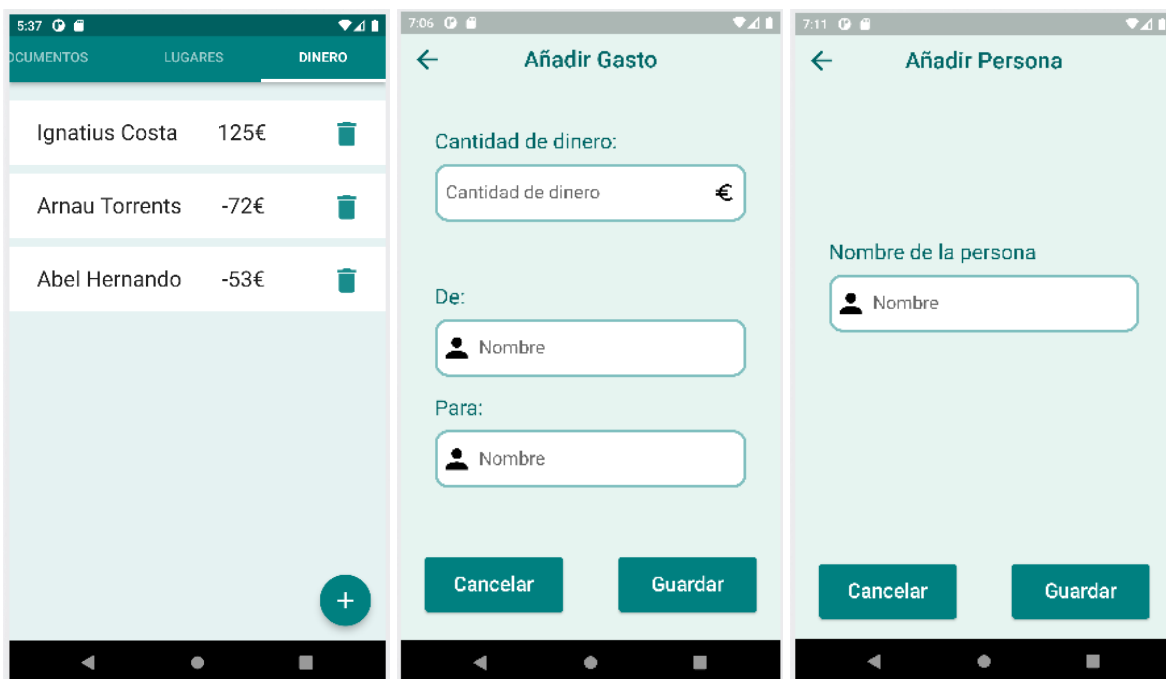 5:37
OCUMENTOS LUGARES DINERO
Ignatius Costa 125€
Arnau Torrents -72€
Abel Hernando -53€
7:06
Añadir Gasto
Cantidad de dinero:
Cantidad de dinero €
De:
Nombre
Para:
Nombre
Cancelar Guardar
7:11
Añadir Persona
Nombre de la persona
Nombre
Cancelar Guardar